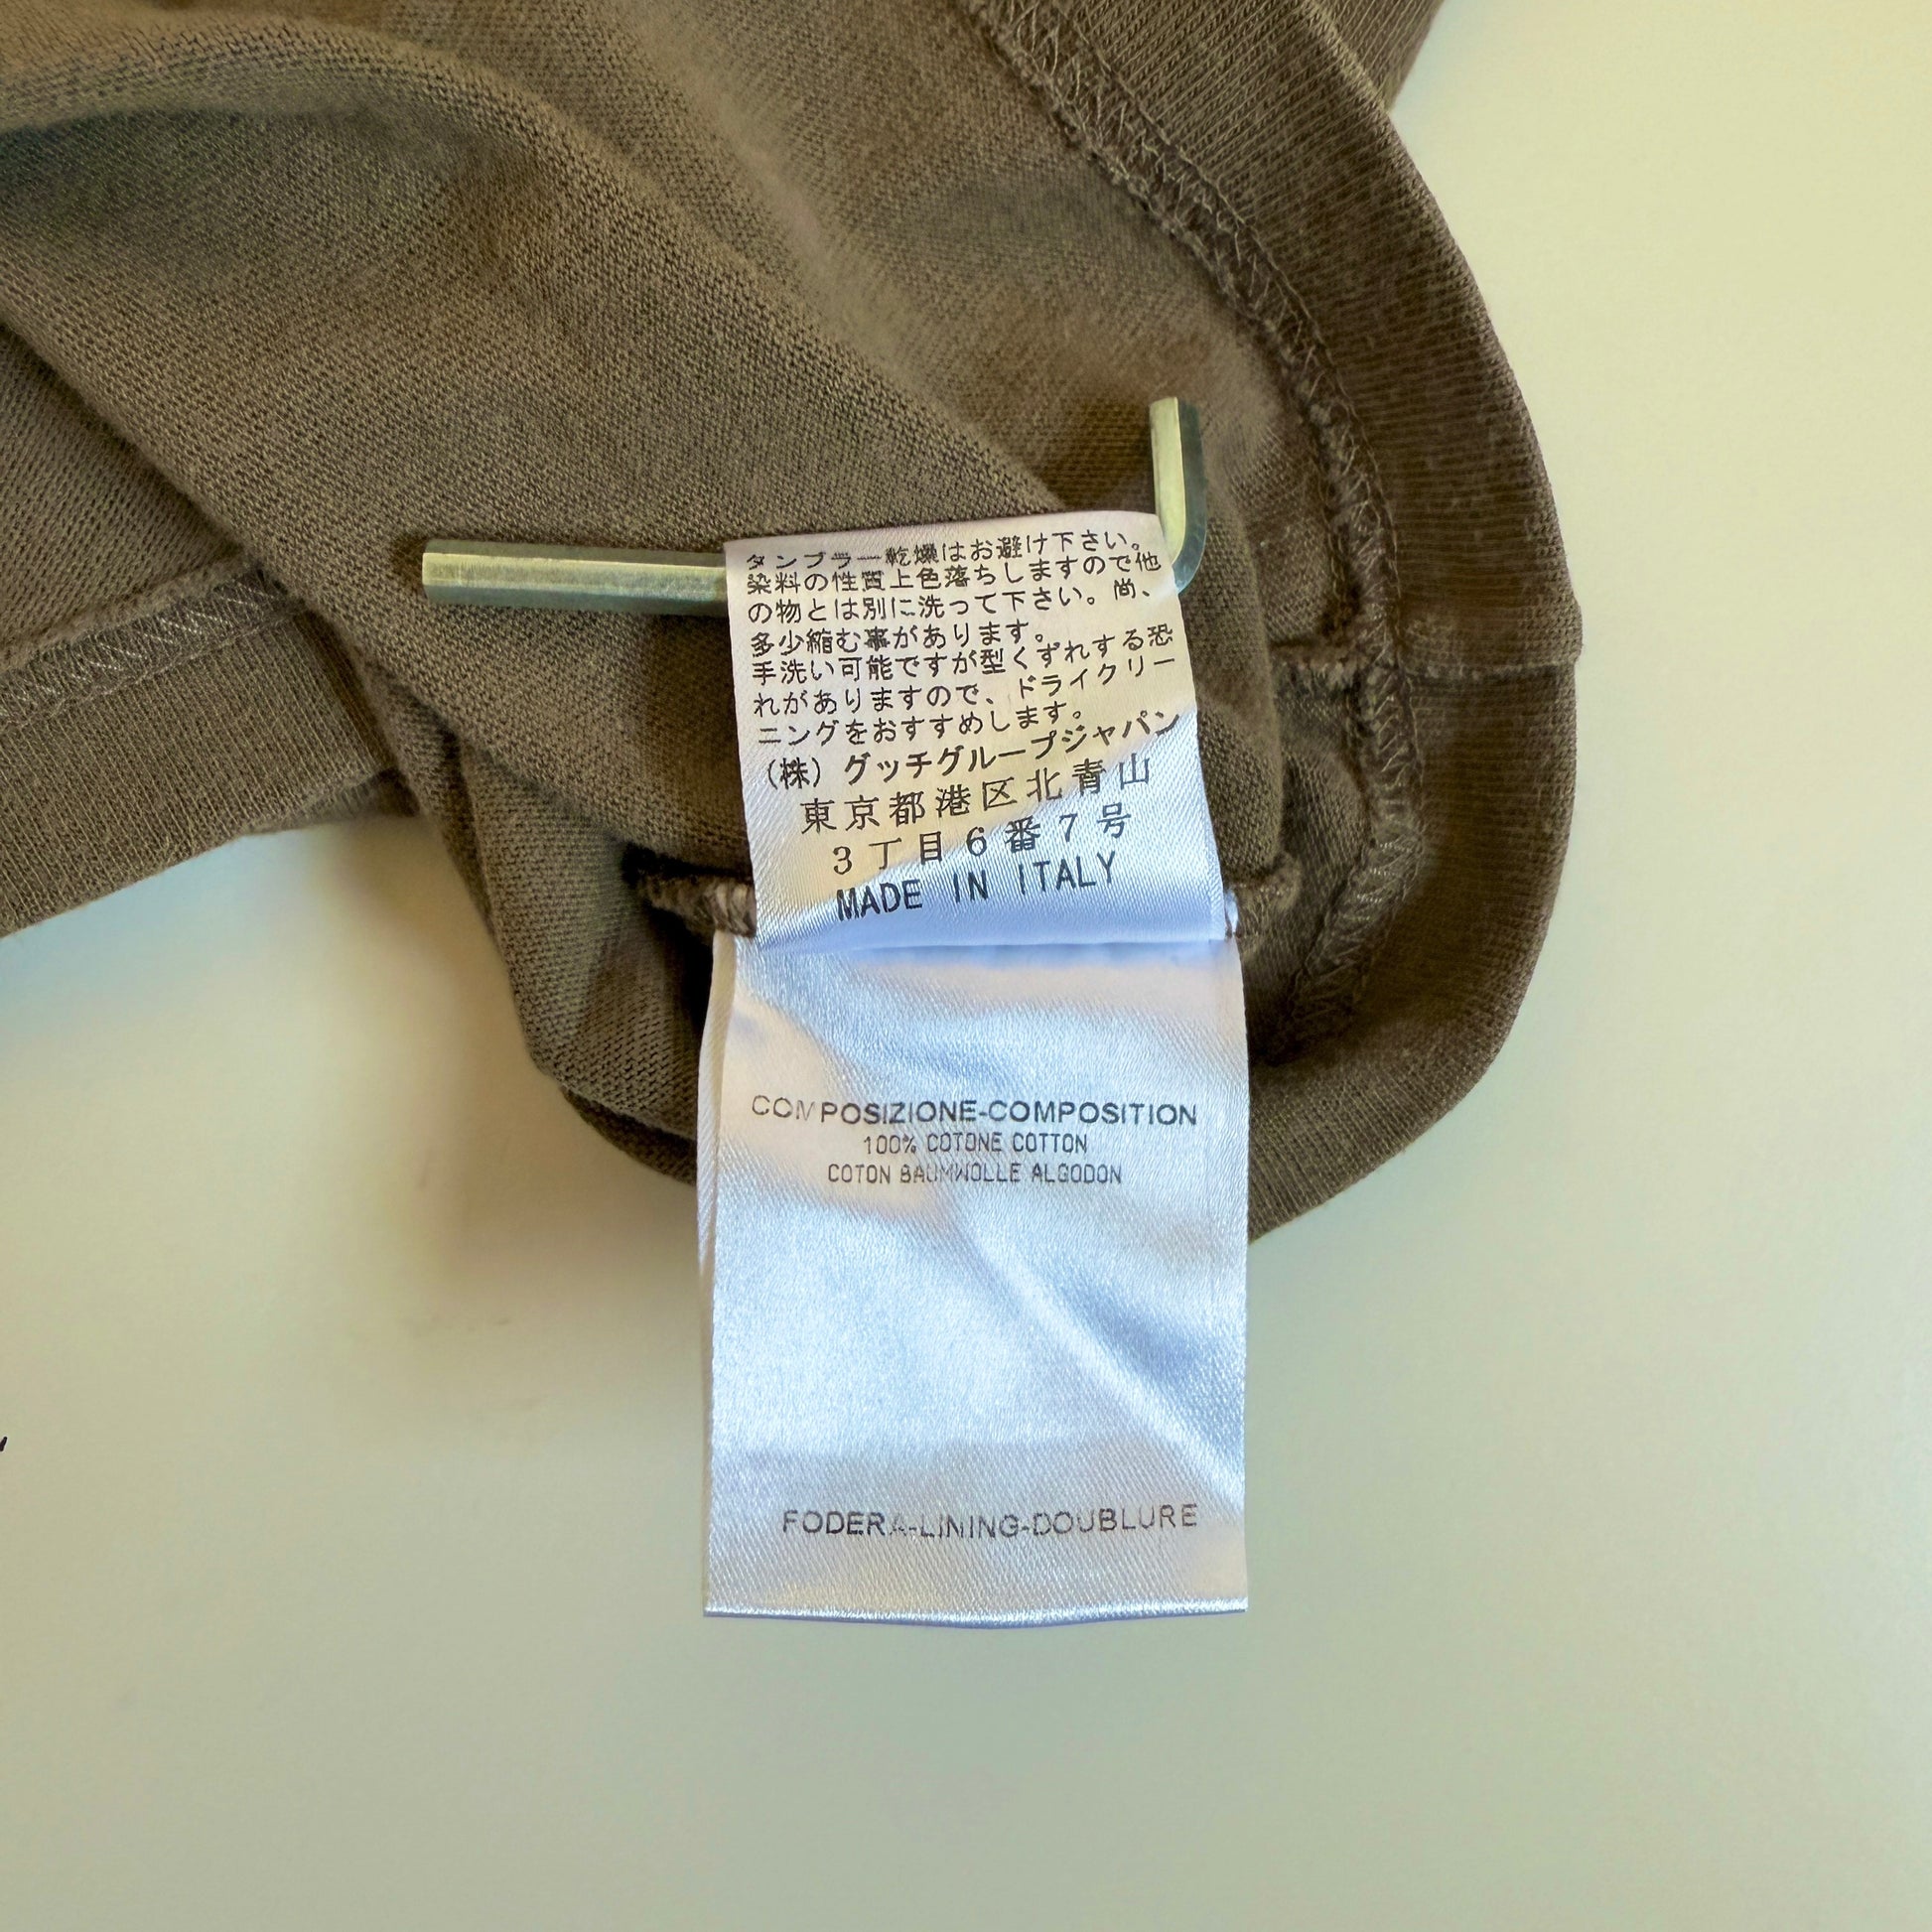 タンブラー乾燥はお避け下さい。
染料の性質上色落ちしますので他
の物とは別に洗って下さい。尚、
多少縮む事があります。
手洗い可能ですが型くずれする恐
れがありますので、ドライクリー
ニングをおすすめします。
(株)グッチグループジャパン
東京都港区北青山
3丁目6番7号
MADE IN ITALY
COMPOSIZIONE-COMPOSITION
100% COTONE COTTON
COTON BAUMWOLLE ALGODON
FODERA-LINING-DOUBLURE